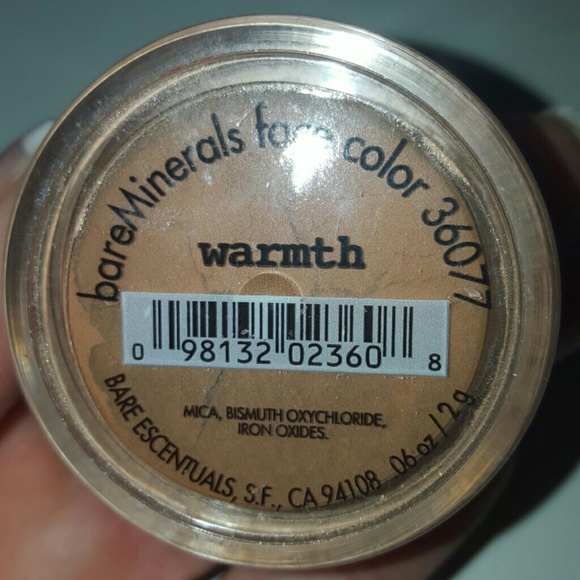 bareMinerals face color 36077
warmth
0 98132 02360 8
MICA, BISMUTH OXYCHLORIDE,
IRON OXIDES.
BARE ESCENTUALS, S.F., CA 94108 .06 oz / 2 g